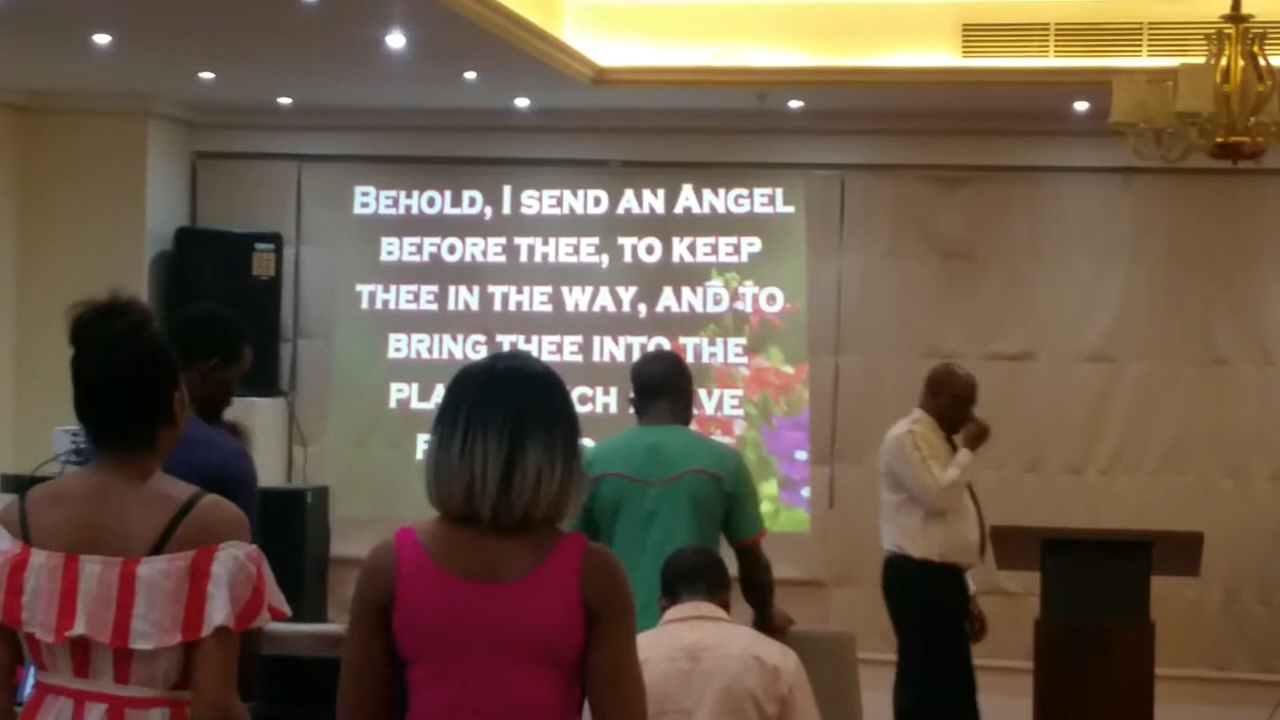 BEHOLD, I SEND AN ANGEL
BEFORE THEE, TO KEEP
THEE IN THE WAY, AND TO
BRING THEE INTO THE